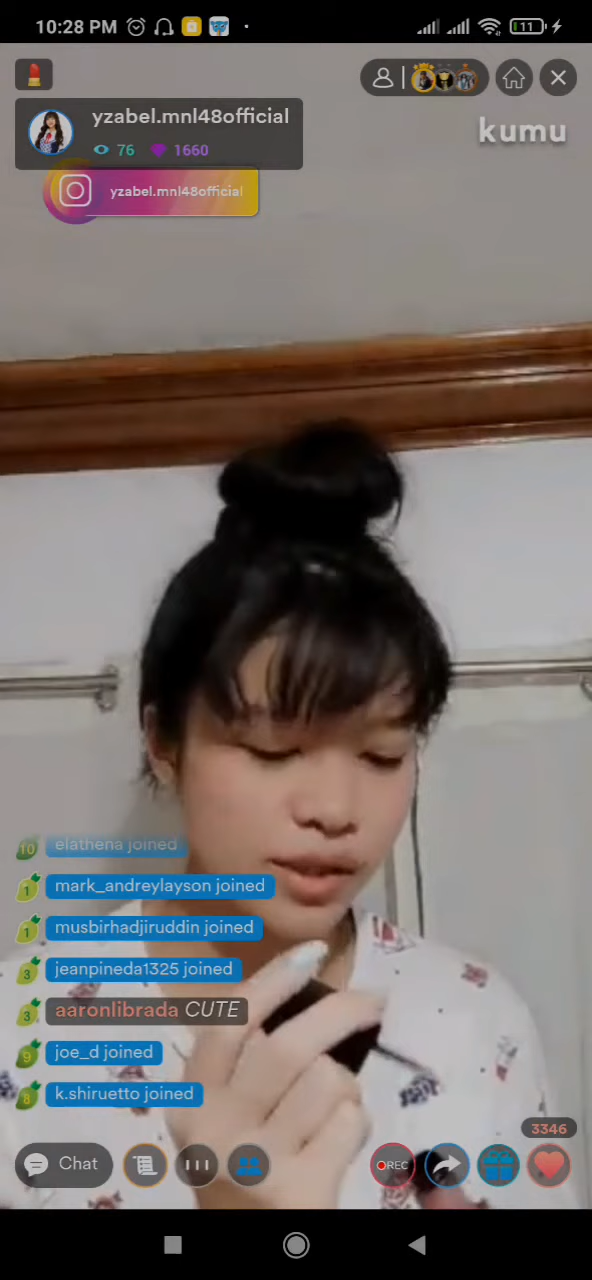 10:28 PM
11
yzabel.mnl48official
76 1660
kumu
yzabel.mnl48official
10 elathena joined
1 mark_andreylayson joined
1 musbirhadjiruddin joined
3 jeanpineda1325 joined
3 aaronlibrada CUTE
9 joe_d joined
8 k.shiruetto joined
3346
Chat
REC